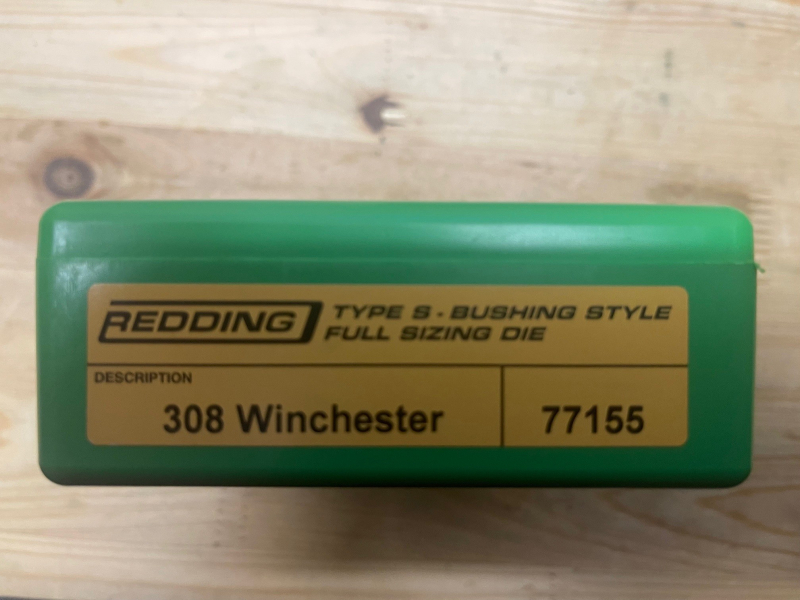 REDDING TYPE S - BUSHING STYLE
FULL SIZING DIE
DESCRIPTION
308 Winchester 77155